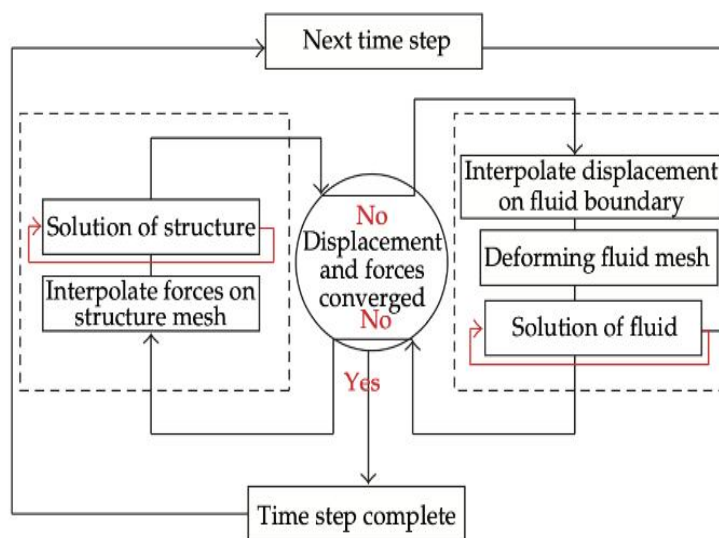 Next time step
Solution of structure
Interpolate forces on
structure mesh
No
Displacement
and forces
converged
No
Yes
Interpolate displacement
on fluid boundary
Deforming fluid mesh
Solution of fluid
Time step complete